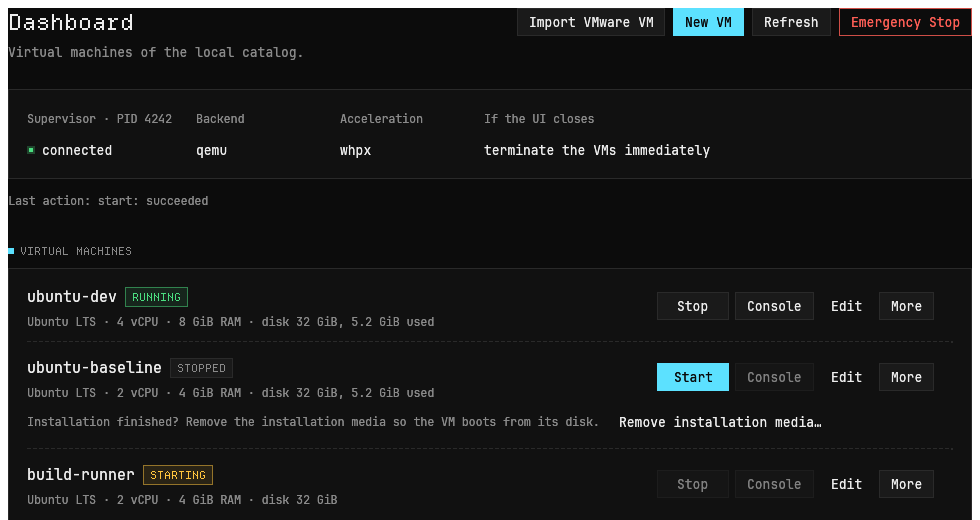 Dashboard
Import VMware VM
New VM
Refresh
Emergency Stop
Virtual machines of the local catalog.
Supervisor · PID 4242
Backend
Acceleration
If the UI closes
connected
qemu
whpx
terminate the VMs immediately
Last action: start: succeeded
VIRTUAL MACHINES
ubuntu-dev RUNNING
Stop
Console
Edit
More
Ubuntu LTS · 4 vCPU · 8 GiB RAM · disk 32 GiB, 5.2 GiB used
ubuntu-baseline STOPPED
Start
Console
Edit
More
Ubuntu LTS · 2 vCPU · 4 GiB RAM · disk 32 GiB, 5.2 GiB used
Installation finished? Remove the installation media so the VM boots from its disk.
Remove installation media…
build-runner STARTING
Stop
Console
Edit
More
Ubuntu LTS · 2 vCPU · 4 GiB RAM · disk 32 GiB